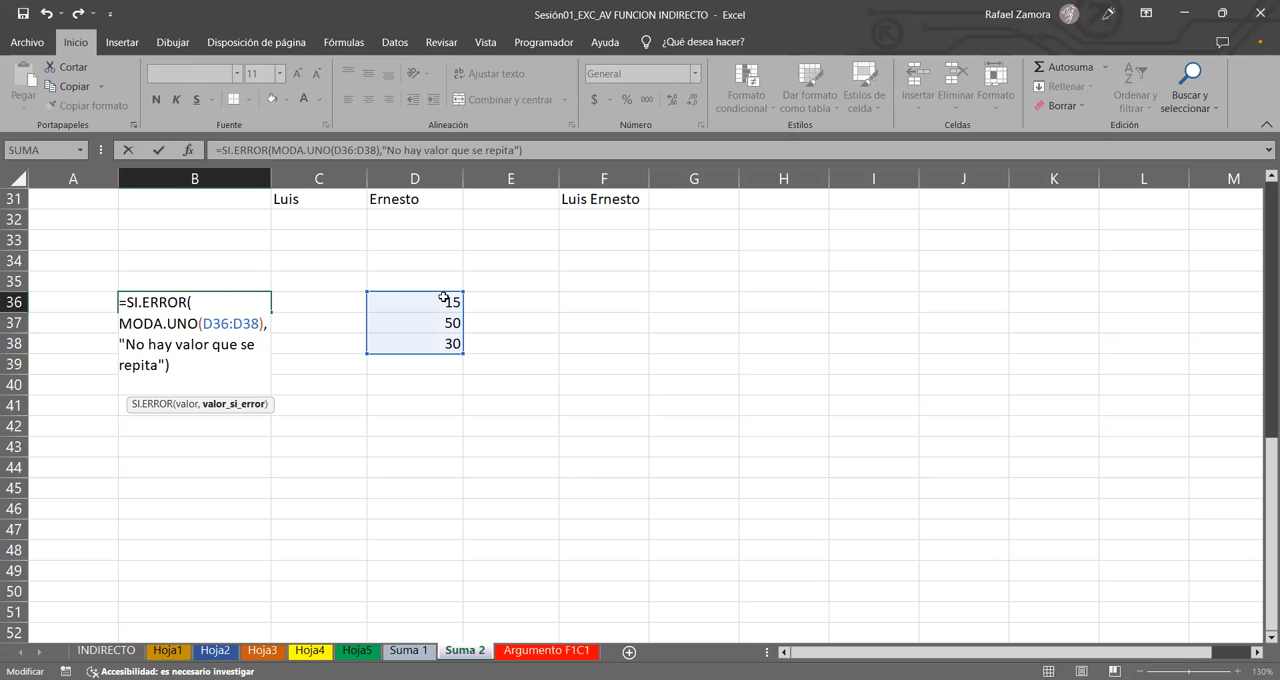 Sesión01_EXC_AV FUNCION INDIRECTO - Excel
Rafael Zamora
Archivo Inicio Insertar Dibujar Disposición de página Fórmulas Datos Revisar Vista Programador Ayuda ¿Qué desea hacer?
Pegar
Cortar
Copiar
Copiar formato
Portapapeles
11
N K S
Fuente
Ajustar texto
Combinar y centrar
Alineación
General
$ % 000
Número
Formato condicional
Dar formato como tabla
Estilos de celda
Estilos
Insertar Eliminar Formato
Celdas
Autosuma
Rellenar
Borrar
Ordenar y filtrar
Buscar y seleccionar
Edición
SUMA
fx
=SI.ERROR(MODA.UNO(D36:D38),"No hay valor que se repita")
A B C D E F G H I J K L M
31 Luis Ernesto Luis Ernesto
32
33
34
35
36 =SI.ERROR( 15
37 MODA.UNO(D36:D38), 50
38 "No hay valor que se 30
39 repita")
40
41 SI.ERROR(valor, valor_si_error)
42
43
44
45
46
47
48
49
50
51
52
INDIRECTO Hoja1 Hoja2 Hoja3 Hoja4 Hoja5 Suma 1 Suma 2 Argumento F1C1
Modificar Accesibilidad: es necesario investigar 130%